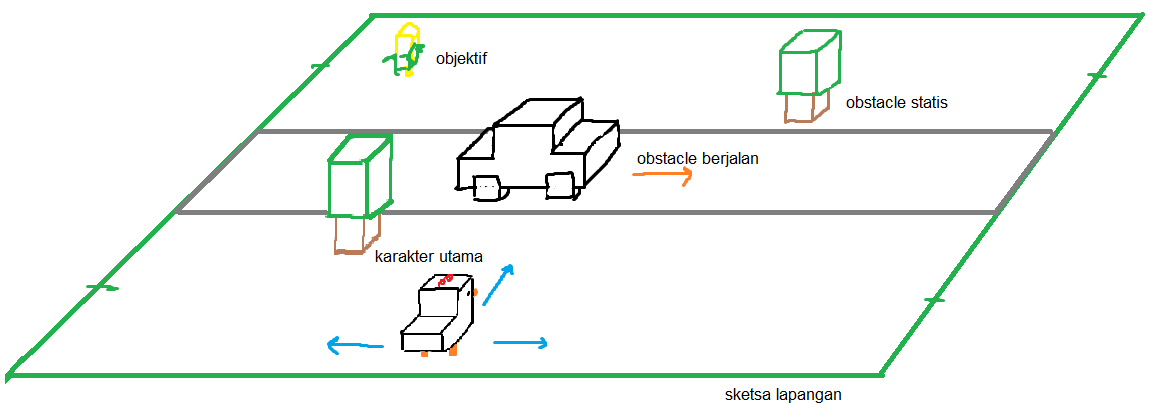 objektif
obstacle statis
obstacle berjalan
karakter utama
sketsa lapangan